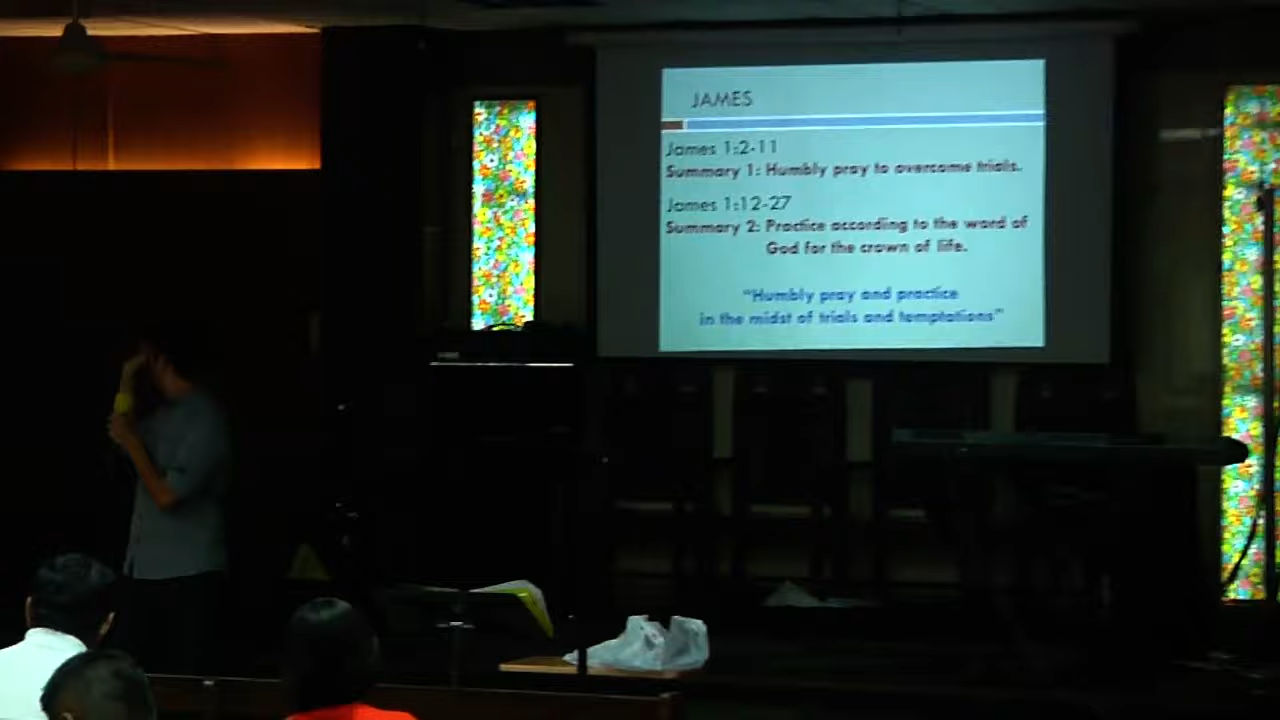 JAMES
James 1:2-11
Summary 1: Humbly pray to overcome trials.
James 1:12-27
Summary 2: Practice according to the word of
God for the crown of life.
"Humbly pray and practice
in the midst of trials and temptations"